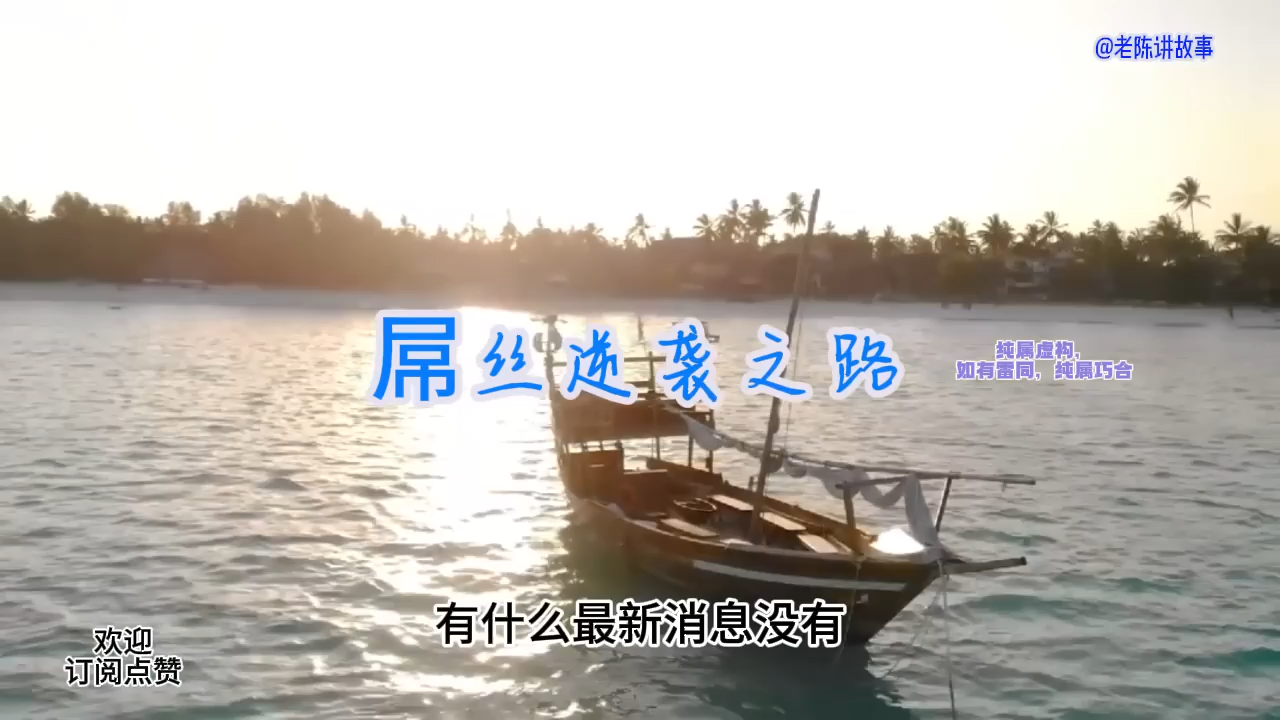 @老陈讲故事
屌丝逆袭之路
纯属虚构，
如有雷同，纯属巧合
有什么最新消息没有
欢迎
订阅点赞